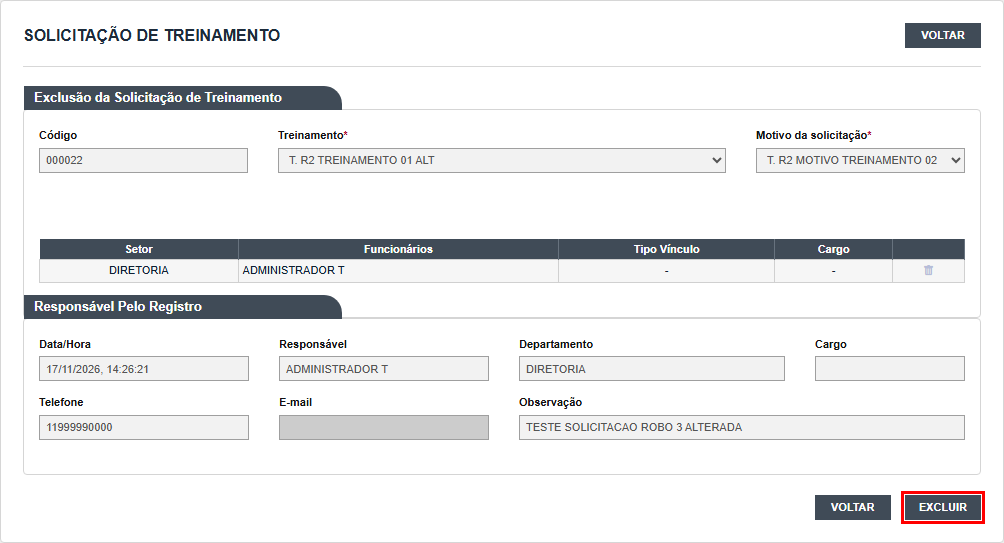 SOLICITAÇÃO DE TREINAMENTO
VOLTAR
Exclusão da Solicitação de Treinamento
Código
Treinamento*
Motivo da solicitação*
000022
T. R2 TREINAMENTO 01 ALT
T. R2 MOTIVO TREINAMENTO 02
Setor Funcionários Tipo Vínculo Cargo
DIRETORIA ADMINISTRADOR T - -
Responsável Pelo Registro
Data/Hora Responsável Departamento Cargo
17/11/2026, 14:26:21 ADMINISTRADOR T DIRETORIA
Telefone E-mail Observação
11999990000 TESTE SOLICITACAO ROBO 3 ALTERADA
VOLTAR EXCLUIR